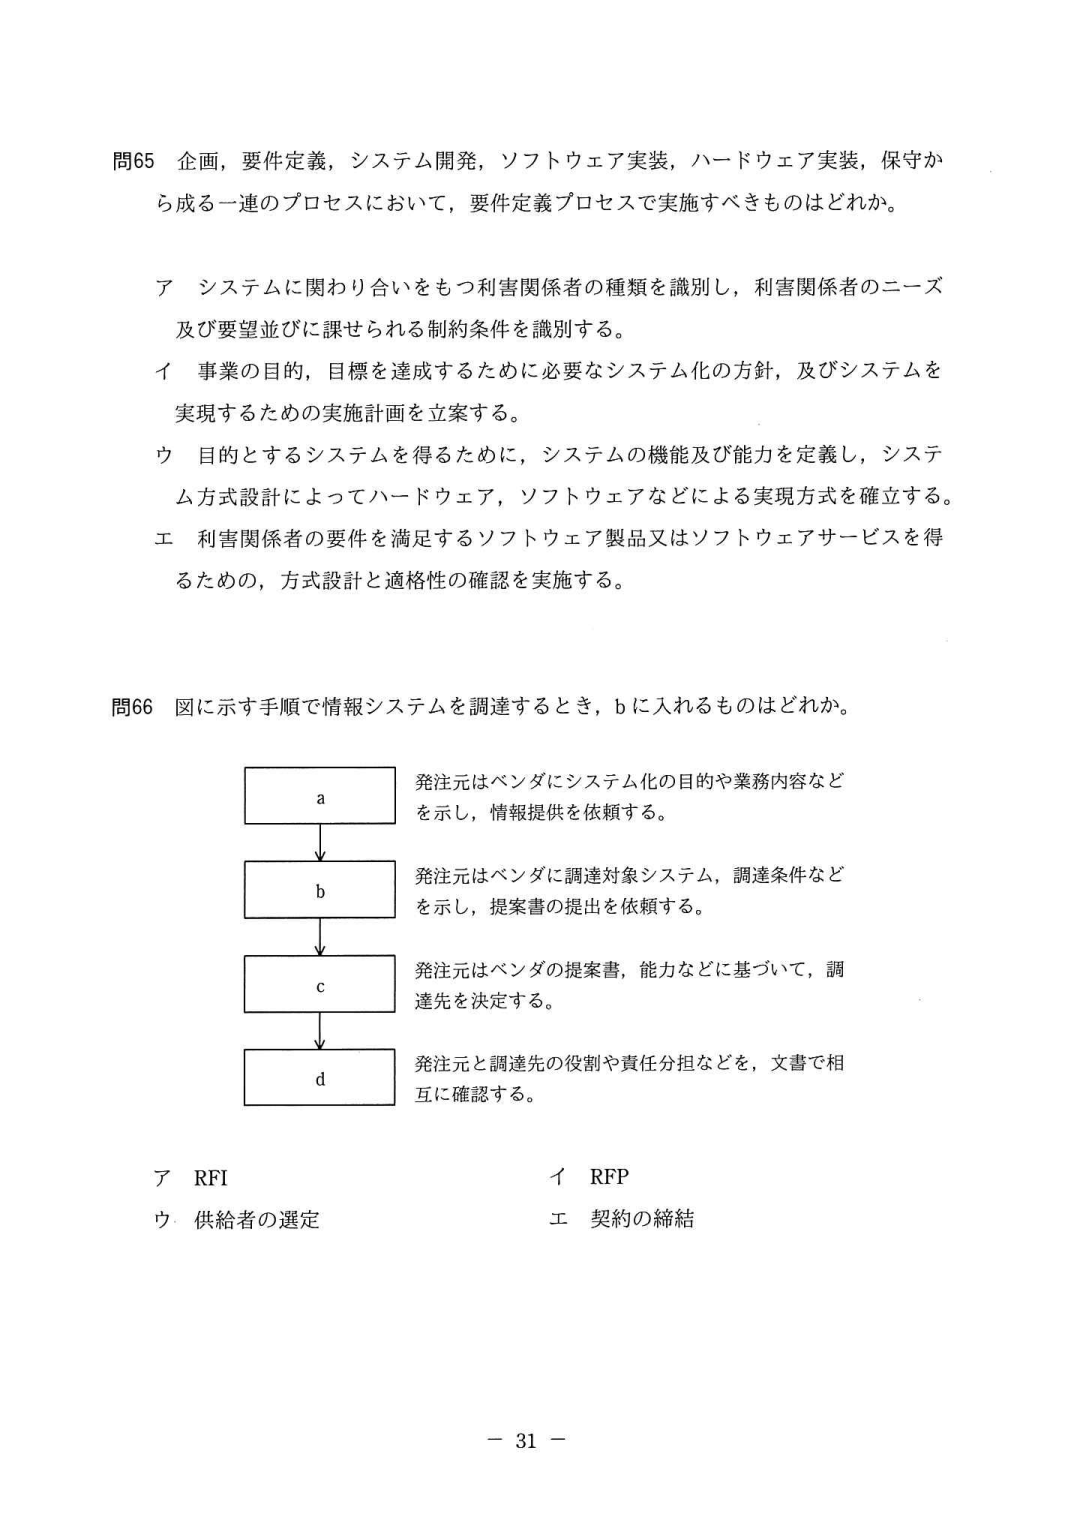 問65 企画，要件定義，システム開発，ソフトウェア実装，ハードウェア実装，保守か
ら成る一連のプロセスにおいて，要件定義プロセスで実施すべきものはどれか。
ア システムに関わり合いをもつ利害関係者の種類を識別し，利害関係者のニーズ
及び要望並びに課せられる制約条件を識別する。
イ 事業の目的，目標を達成するために必要なシステム化の方針，及びシステムを
実現するための実施計画を立案する。
ウ 目的とするシステムを得るために，システムの機能及び能力を定義し，システ
ム方式設計によってハードウェア，ソフトウェアなどによる実現方式を確立する。
エ 利害関係者の要件を満足するソフトウェア製品又はソフトウェアサービスを得
るための，方式設計と適格性の確認を実施する。
問66 図に示す手順で情報システムを調達するとき，bに入れるものはどれか。
a
発注元はベンダにシステム化の目的や業務内容など
を示し，情報提供を依頼する。
b
発注元はベンダに調達対象システム，調達条件など
を示し，提案書の提出を依頼する。
c
発注元はベンダの提案書，能力などに基づいて，調
達先を決定する。
d
発注元と調達先の役割や責任分担などを，文書で相
互に確認する。
ア RFI
イ RFP
ウ 供給者の選定
エ 契約の締結
－ 31 －